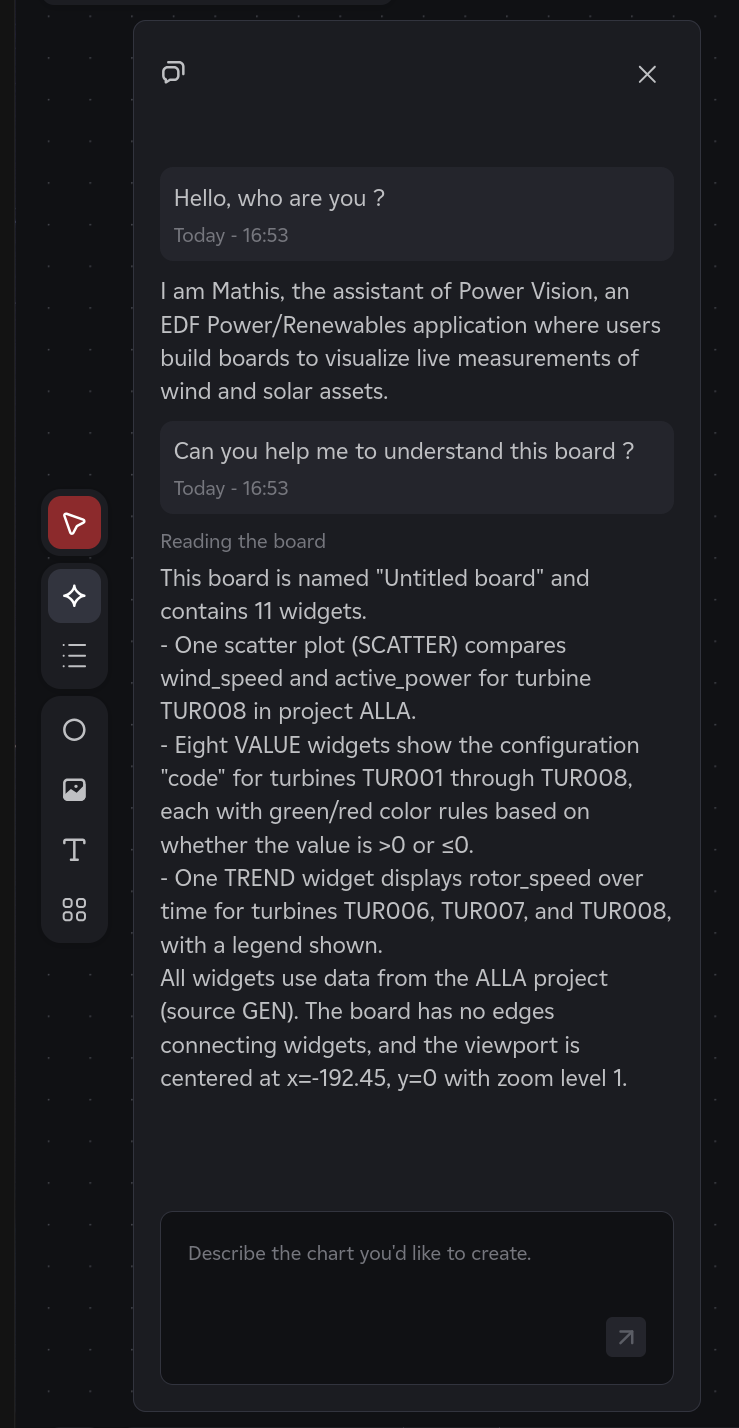 Hello, who are you ?
Today - 16:53
I am Mathis, the assistant of Power Vision, an
EDF Power/Renewables application where users
build boards to visualize live measurements of
wind and solar assets.
Can you help me to understand this board ?
Today - 16:53
Reading the board
This board is named "Untitled board" and
contains 11 widgets.
- One scatter plot (SCATTER) compares
wind_speed and active_power for turbine
TUR008 in project ALLA.
- Eight VALUE widgets show the configuration
"code" for turbines TUR001 through TUR008,
each with green/red color rules based on
whether the value is >0 or ≤0.
- One TREND widget displays rotor_speed over
time for turbines TUR006, TUR007, and TUR008,
with a legend shown.
All widgets use data from the ALLA project
(source GEN). The board has no edges
connecting widgets, and the viewport is
centered at x=-192.45, y=0 with zoom level 1.
Describe the chart you'd like to create.